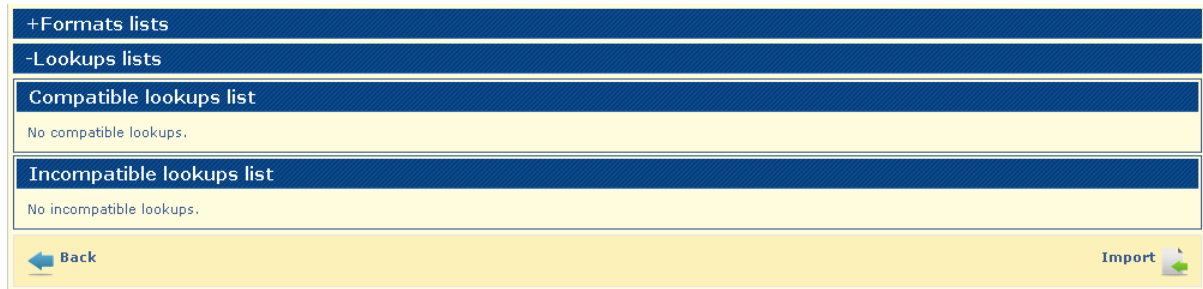 +Formats lists
-Lookups lists
Compatible lookups list
No compatible lookups.
Incompatible lookups list
No incompatible lookups.
Back
Import